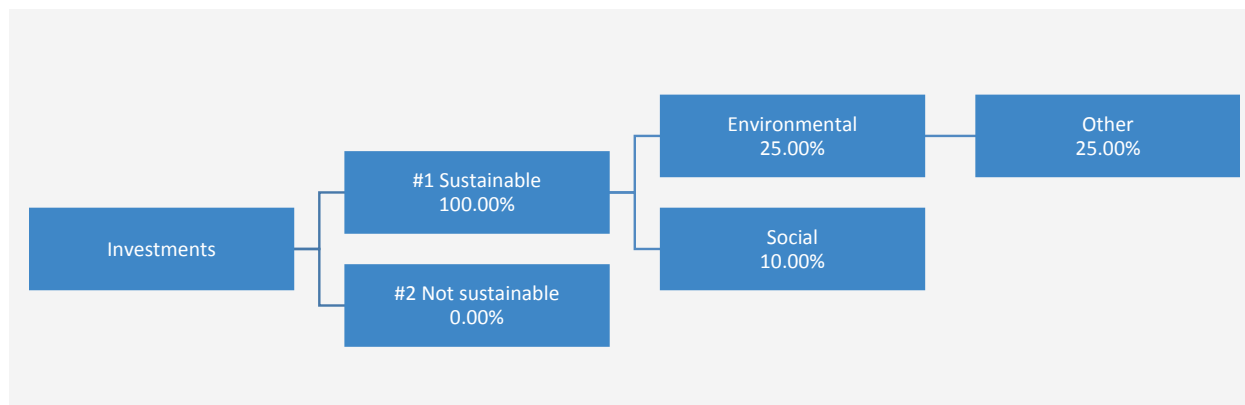 Investments
#1 Sustainable
100.00%
#2 Not sustainable
0.00%
Environmental
25.00%
Social
10.00%
Other
25.00%